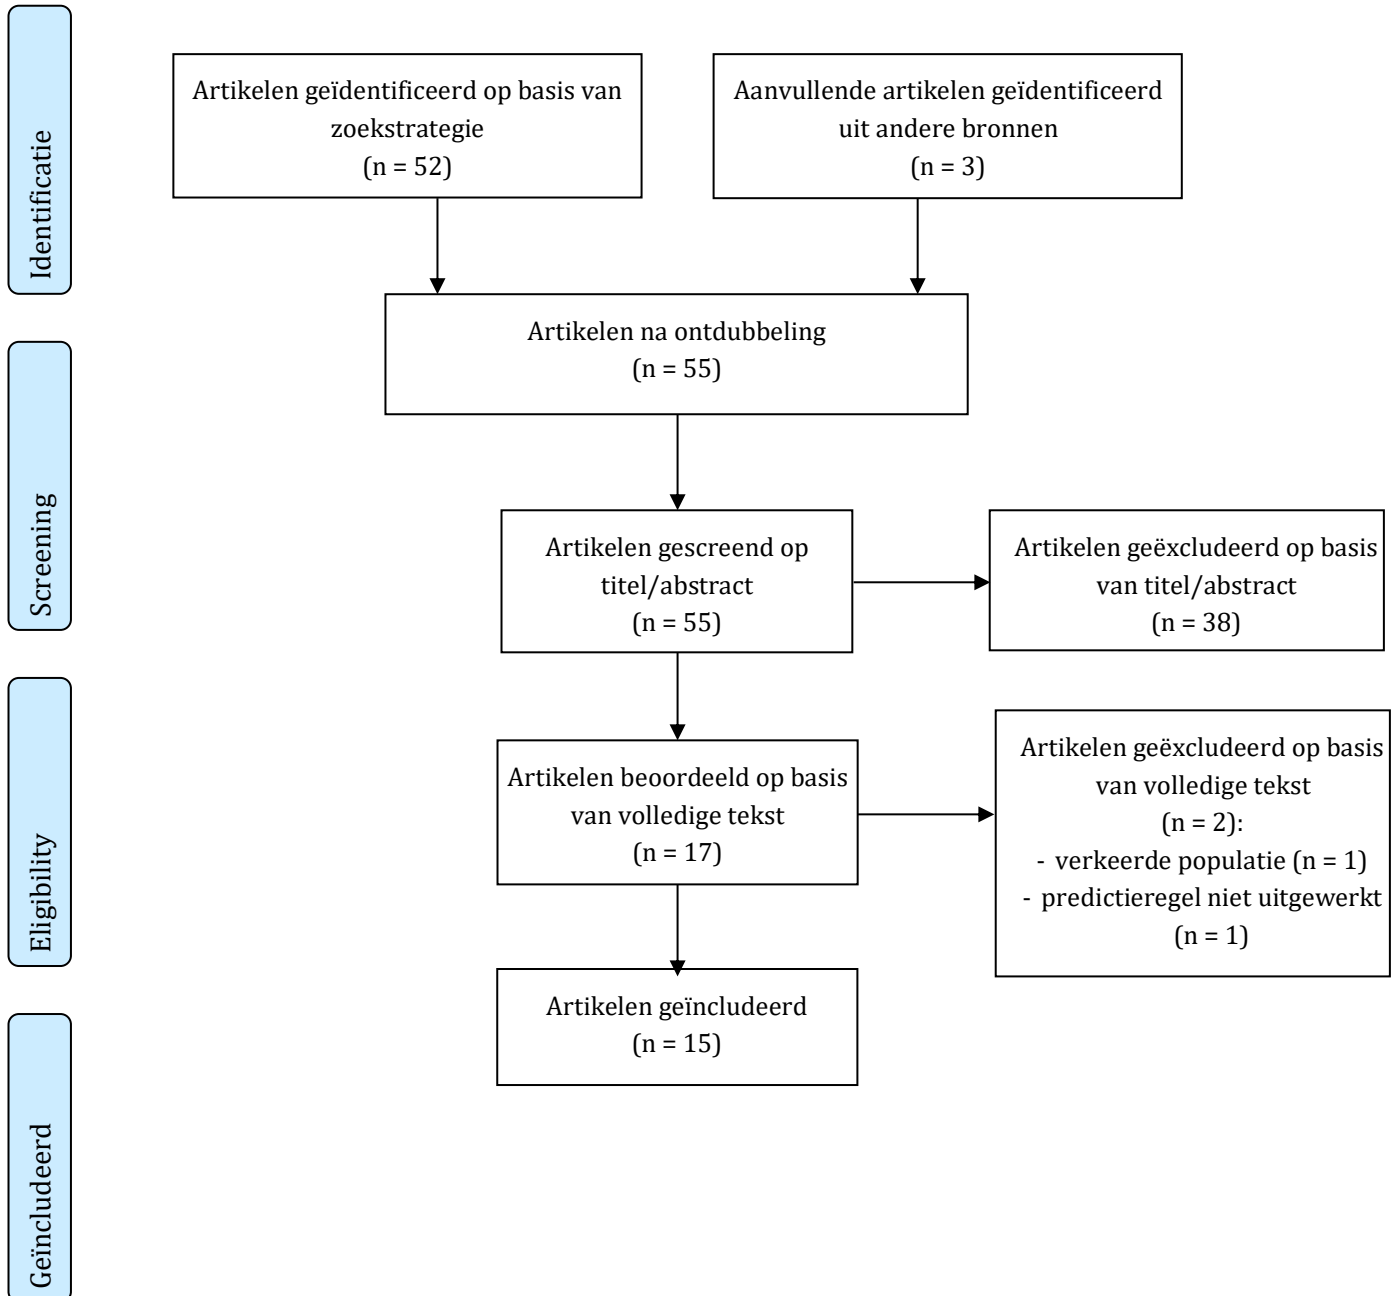 Identificatie
Artikelen geïdentificeerd op basis van
zoekstrategie
(n = 52)
Aanvullende artikelen geïdentificeerd
uit andere bronnen
(n = 3)
Artikelen na ontdubbeling
(n = 55)
Screening
Artikelen gescreend op
titel/abstract
(n = 55)
Artikelen geëxcludeerd op basis
van titel/abstract
(n = 38)
Eligibility
Artikelen beoordeeld op basis
van volledige tekst
(n = 17)
Artikelen geëxcludeerd op basis
van volledige tekst
(n = 2):
- verkeerde populatie (n = 1)
- predictieregel niet uitgewerkt
(n = 1)
Artikelen geïncludeerd
(n = 15)
Geïncludeerd